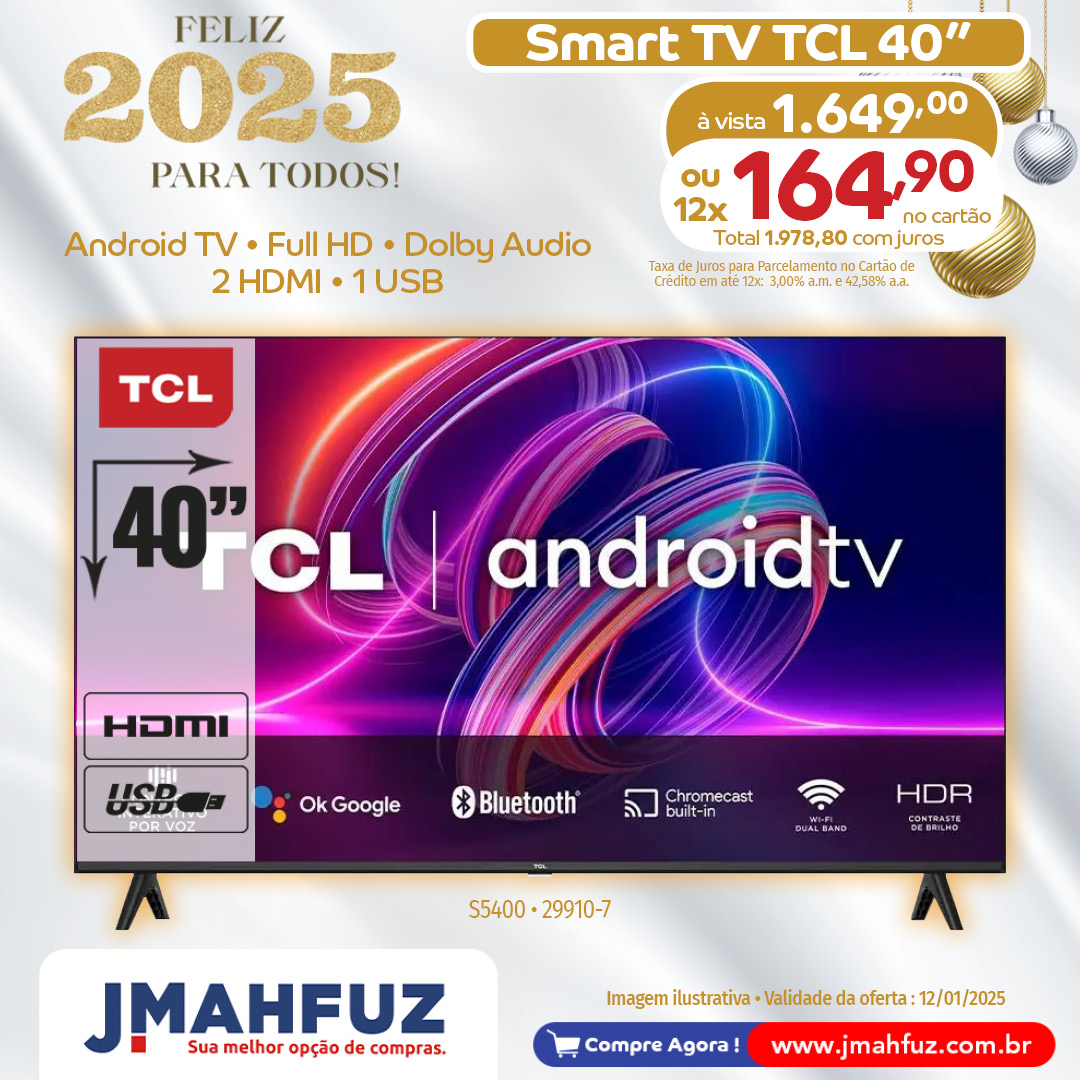 FELIZ
2025
PARA TODOS!
Smart TV TCL 40”
à vista 1.649,00
ou 12x 164,90 no cartão
Total 1.978,80 com juros
Taxa de Juros para Parcelamento no Cartão de
Crédito em até 12x: 3,00% a.m. e 42,58% a.a.
Android TV • Full HD • Dolby Audio
2 HDMI • 1 USB
TCL
40”
TCL | androidtv
HDMI
USB
INTERATIVO
POR VOZ
Ok Google
Bluetooth®
Chromecast
built-in
WI-FI
DUAL BAND
HDR
CONTRASTE
DE BRILHO
TCL
S5400 • 29910-7
JMAHFUZ
Sua melhor opção de compras.
Imagem ilustrativa • Validade da oferta : 12/01/2025
Compre Agora !
www.jmahfuz.com.br